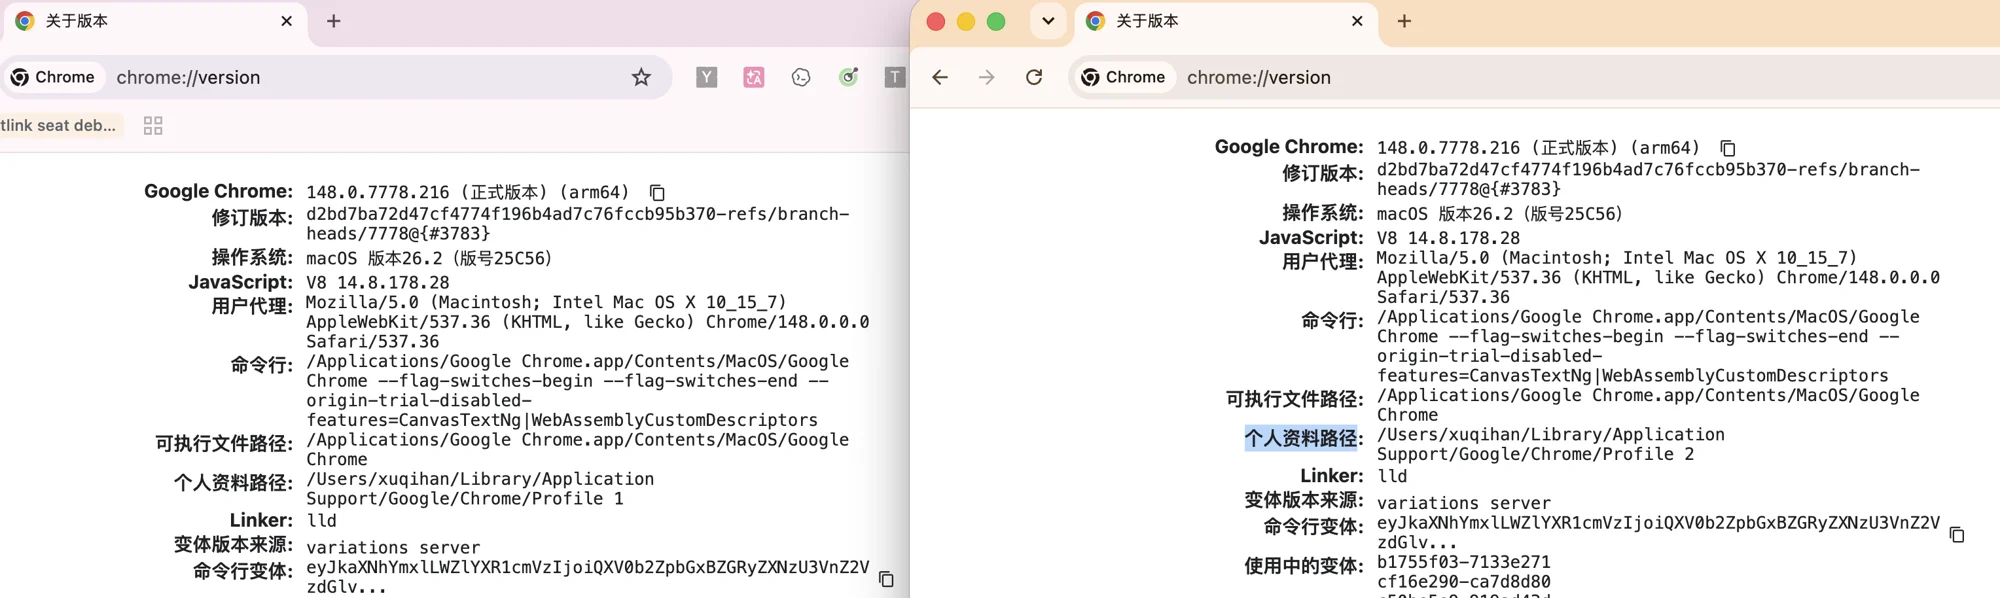 关于版本
Chrome chrome://version
tlink seat deb...
Google Chrome: 148.0.7778.216 (正式版本) (arm64)
修订版本: d2bd7ba72d47cf4774f196b4ad7c76fccb95b370-refs/branch-
heads/7778@{#3783}
操作系统: macOS 版本26.2 (版号25C56)
JavaScript: V8 14.8.178.28
用户代理: Mozilla/5.0 (Macintosh; Intel Mac OS X 10_15_7)
AppleWebKit/537.36 (KHTML, like Gecko) Chrome/148.0.0.0
Safari/537.36
命令行: /Applications/Google Chrome.app/Contents/MacOS/Google
Chrome --flag-switches-begin --flag-switches-end --
origin-trial-disabled-
features=CanvasTextNg|WebAssemblyCustomDescriptors
可执行文件路径: /Applications/Google Chrome.app/Contents/MacOS/Google
Chrome
个人资料路径: /Users/xuqihan/Library/Application
Support/Google/Chrome/Profile 1
Linker: lld
变体版本来源: variations server
命令行变体: eyJkaXNhYmxlLWZlYXR1cmVzIjoiQXV0b2ZpbGxBZGRyZXNzU3VnZ2V
zdGlv...
关于版本
Chrome chrome://version
Google Chrome: 148.0.7778.216 (正式版本) (arm64)
修订版本: d2bd7ba72d47cf4774f196b4ad7c76fccb95b370-refs/branch-
heads/7778@{#3783}
操作系统: macOS 版本26.2 (版号25C56)
JavaScript: V8 14.8.178.28
用户代理: Mozilla/5.0 (Macintosh; Intel Mac OS X 10_15_7)
AppleWebKit/537.36 (KHTML, like Gecko) Chrome/148.0.0.0
Safari/537.36
命令行: /Applications/Google Chrome.app/Contents/MacOS/Google
Chrome --flag-switches-begin --flag-switches-end --
origin-trial-disabled-
features=CanvasTextNg|WebAssemblyCustomDescriptors
可执行文件路径: /Applications/Google Chrome.app/Contents/MacOS/Google
Chrome
个人资料路径: /Users/xuqihan/Library/Application
Support/Google/Chrome/Profile 2
Linker: lld
变体版本来源: variations server
命令行变体: eyJkaXNhYmxlLWZlYXR1cmVzIjoiQXV0b2ZpbGxBZGRyZXNzU3VnZ2V
zdGlv...
使用中的变体: b1755f03-7133e271
cf16e290-ca7d8d80